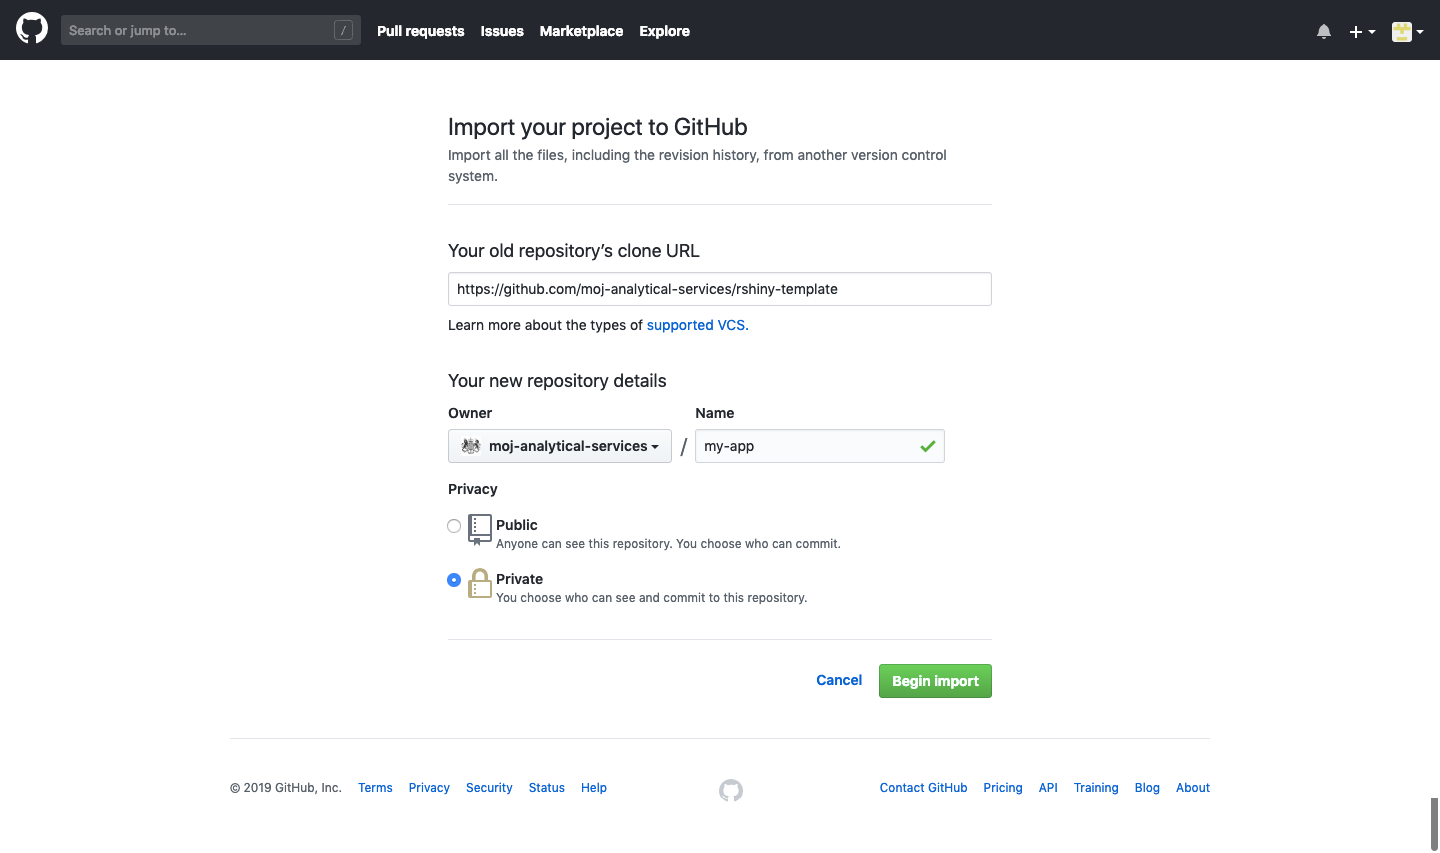 Search or jump to...
/
Pull requests
Issues
Marketplace
Explore
Import your project to GitHub
Import all the files, including the revision history, from another version control
system.
Your old repository’s clone URL
https://github.com/moj-analytical-services/rshiny-template
Learn more about the types of supported VCS.
Your new repository details
Owner
Name
moj-analytical-services
/
my-app
Privacy
Public
Anyone can see this repository. You choose who can commit.
Private
You choose who can see and commit to this repository.
Cancel
Begin import
© 2019 GitHub, Inc.
Terms
Privacy
Security
Status
Help
Contact GitHub
Pricing
API
Training
Blog
About